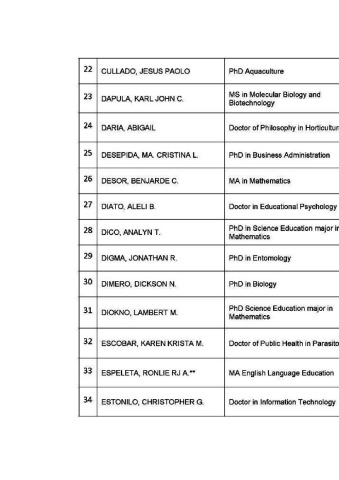 22 CULLADO, JESUS PAOLO PhD Aquaculture
23 DAPULA, KARL JOHN C. MS in Molecular Biology and
Biotechnology
24 DARIA, ABIGAIL Doctor of Philosophy in Horticultur
25 DESEPIDA, MA. CRISTINA L. PhD in Business Administration
26 DESOR, BENJARDE C. MA in Mathematics
27 DIATO, ALELI B. Doctor in Educational Psychology
28 DICO, ANALYN T. PhD in Science Education major in
Mathematics
29 DIGMA, JONATHAN R. PhD in Entomology
30 DIMERO, DICKSON N. PhD in Biology
31 DIOKNO, LAMBERT M. PhD Science Education major in
Mathematics
32 ESCOBAR, KAREN KRISTA M. Doctor of Public Health in Parasito
33 ESPELETA, RONLIE RJ A.** MA English Language Education
34 ESTONILO, CHRISTOPHER G. Doctor in Information Technology